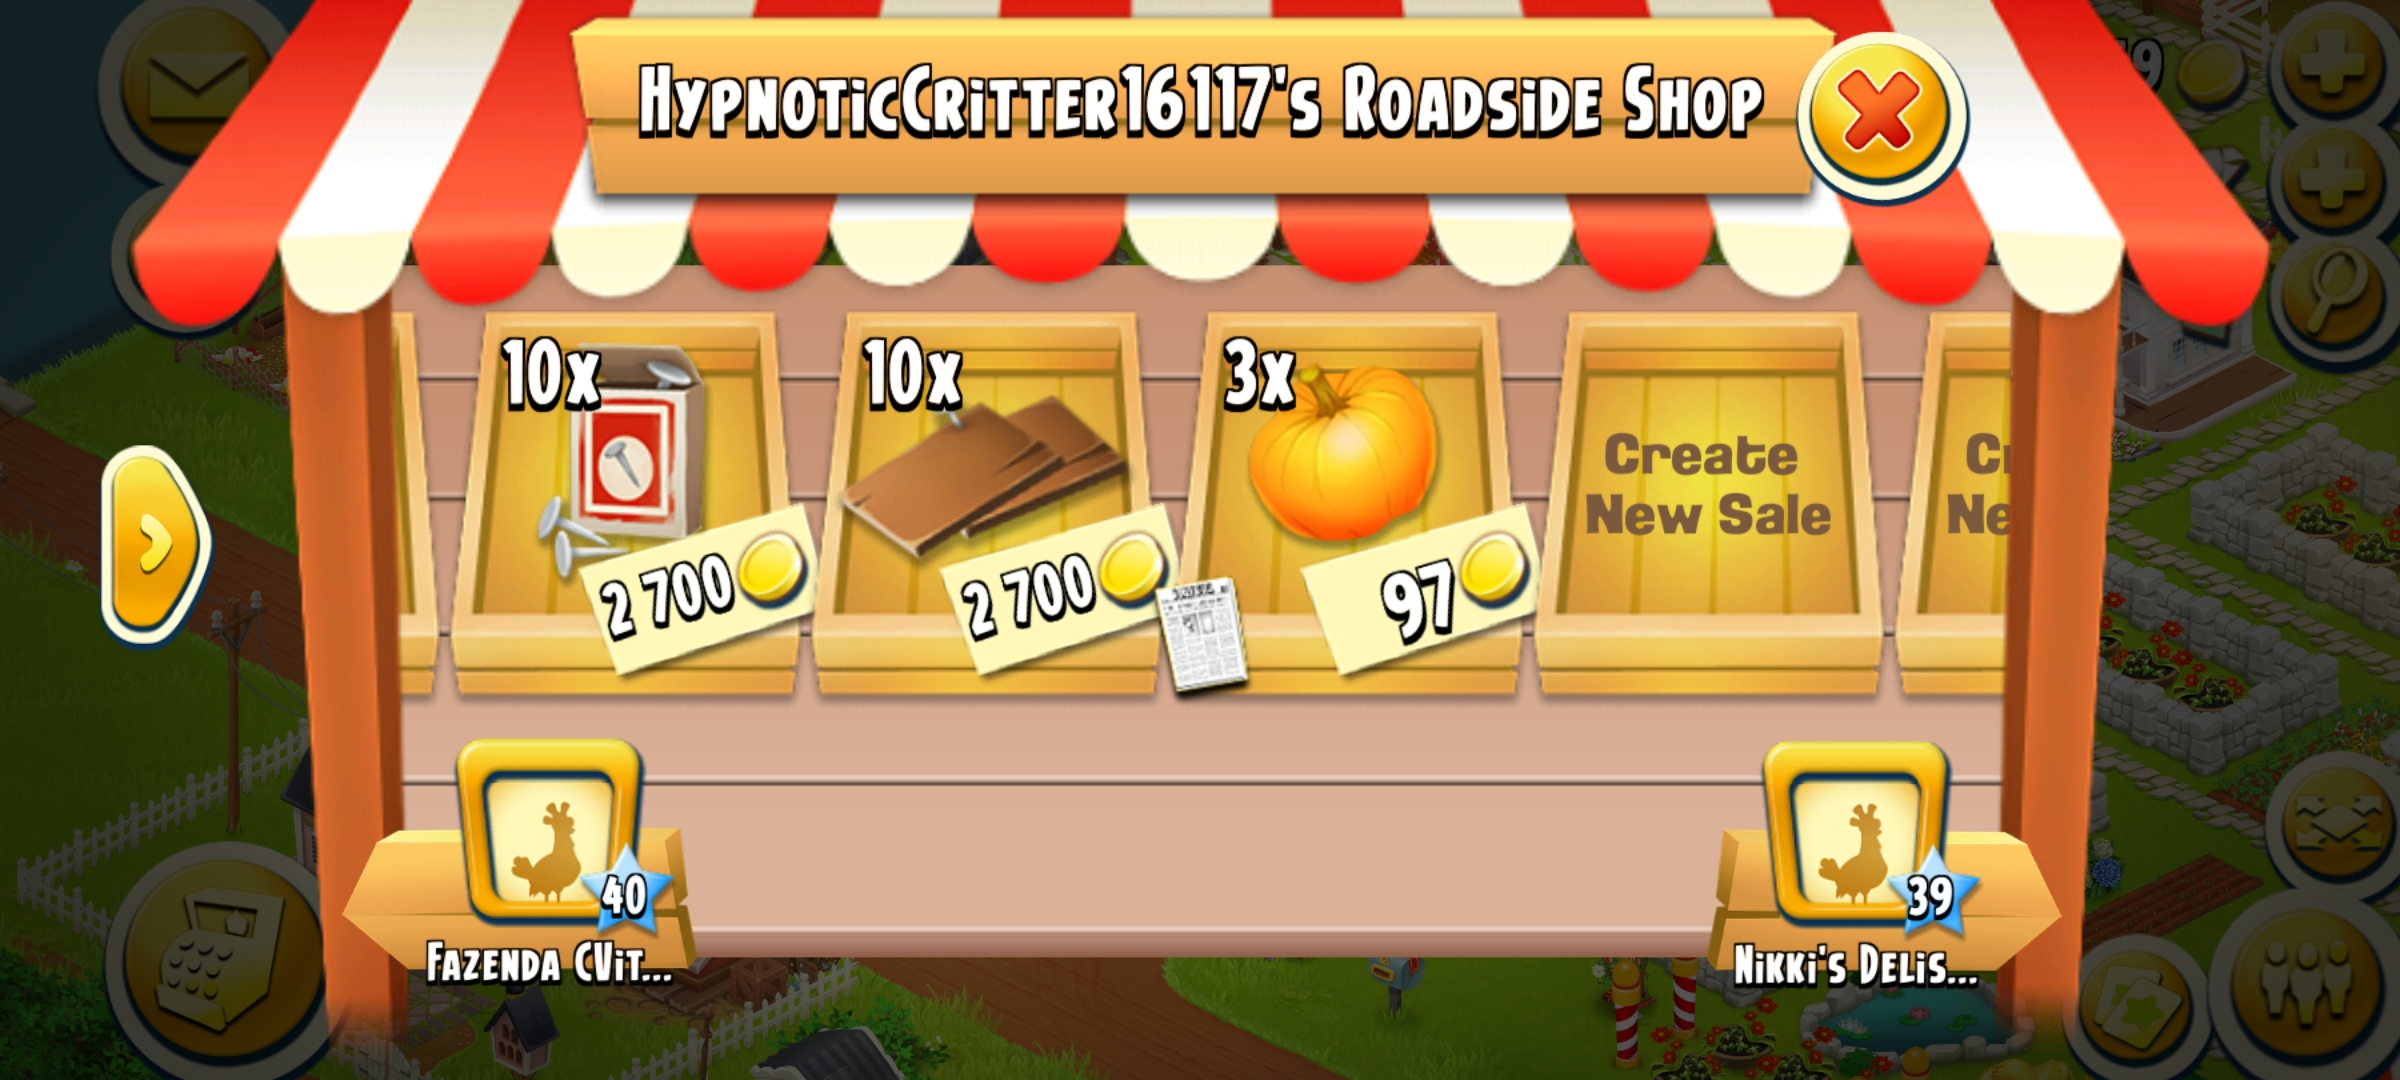 HypnoticCritter16117's Roadside Shop
10x
2 700
10x
2 700
3x
97
Create
New Sale
40
Fazenda CVit...
39
Nikki's Delis...